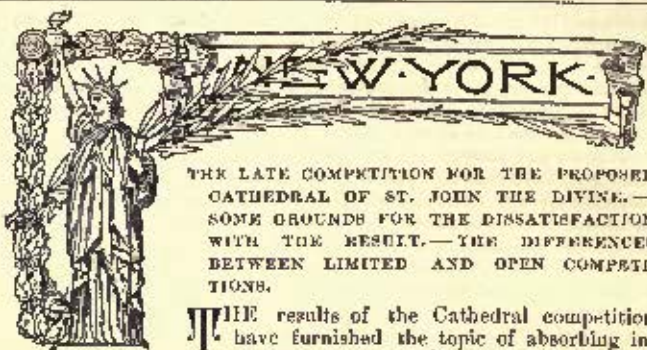 NEW·YORK·
THE LATE COMPETITION FOR THE PROPOSED
CATHEDRAL OF ST. JOHN THE DIVINE.—
SOME GROUNDS FOR THE DISSATISFACTION
WITH THE RESULT.—THE DIFFERENCES
BETWEEN LIMITED AND OPEN COMPETI
TIONS.
THE results of the Cathedral competition
have furnished the topic of absorbing in